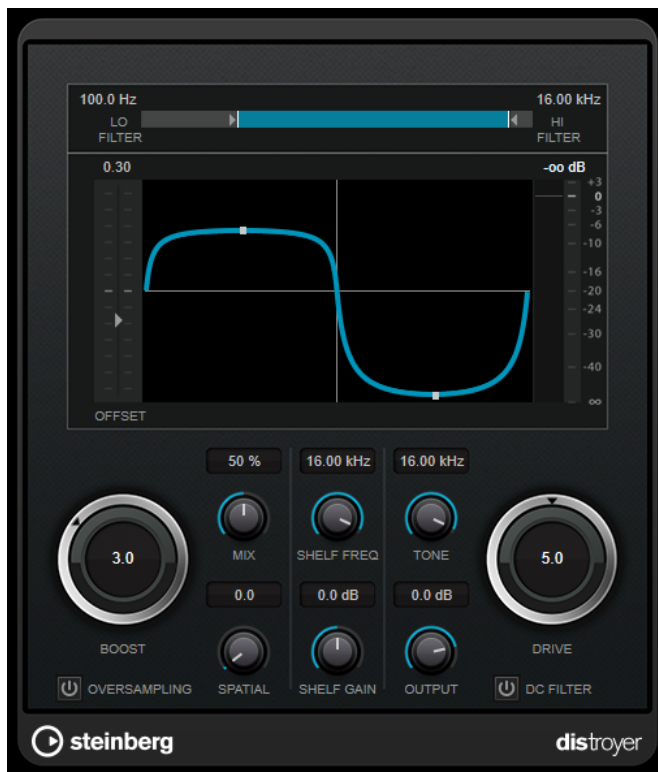 100.0 Hz 16.00 kHz
LO HI
FILTER FILTER
0.30 -oo dB
+3
0
-3
-6
-10
-16
-20
-24
-30
-40
∞
OFFSET
50 % 16.00 kHz 16.00 kHz
3.0 5.0
MIX SHELF FREQ TONE
0.0 0.0 dB 0.0 dB
BOOST DRIVE
OVERSAMPLING SPATIAL SHELF GAIN OUTPUT DC FILTER
steinberg distroyer